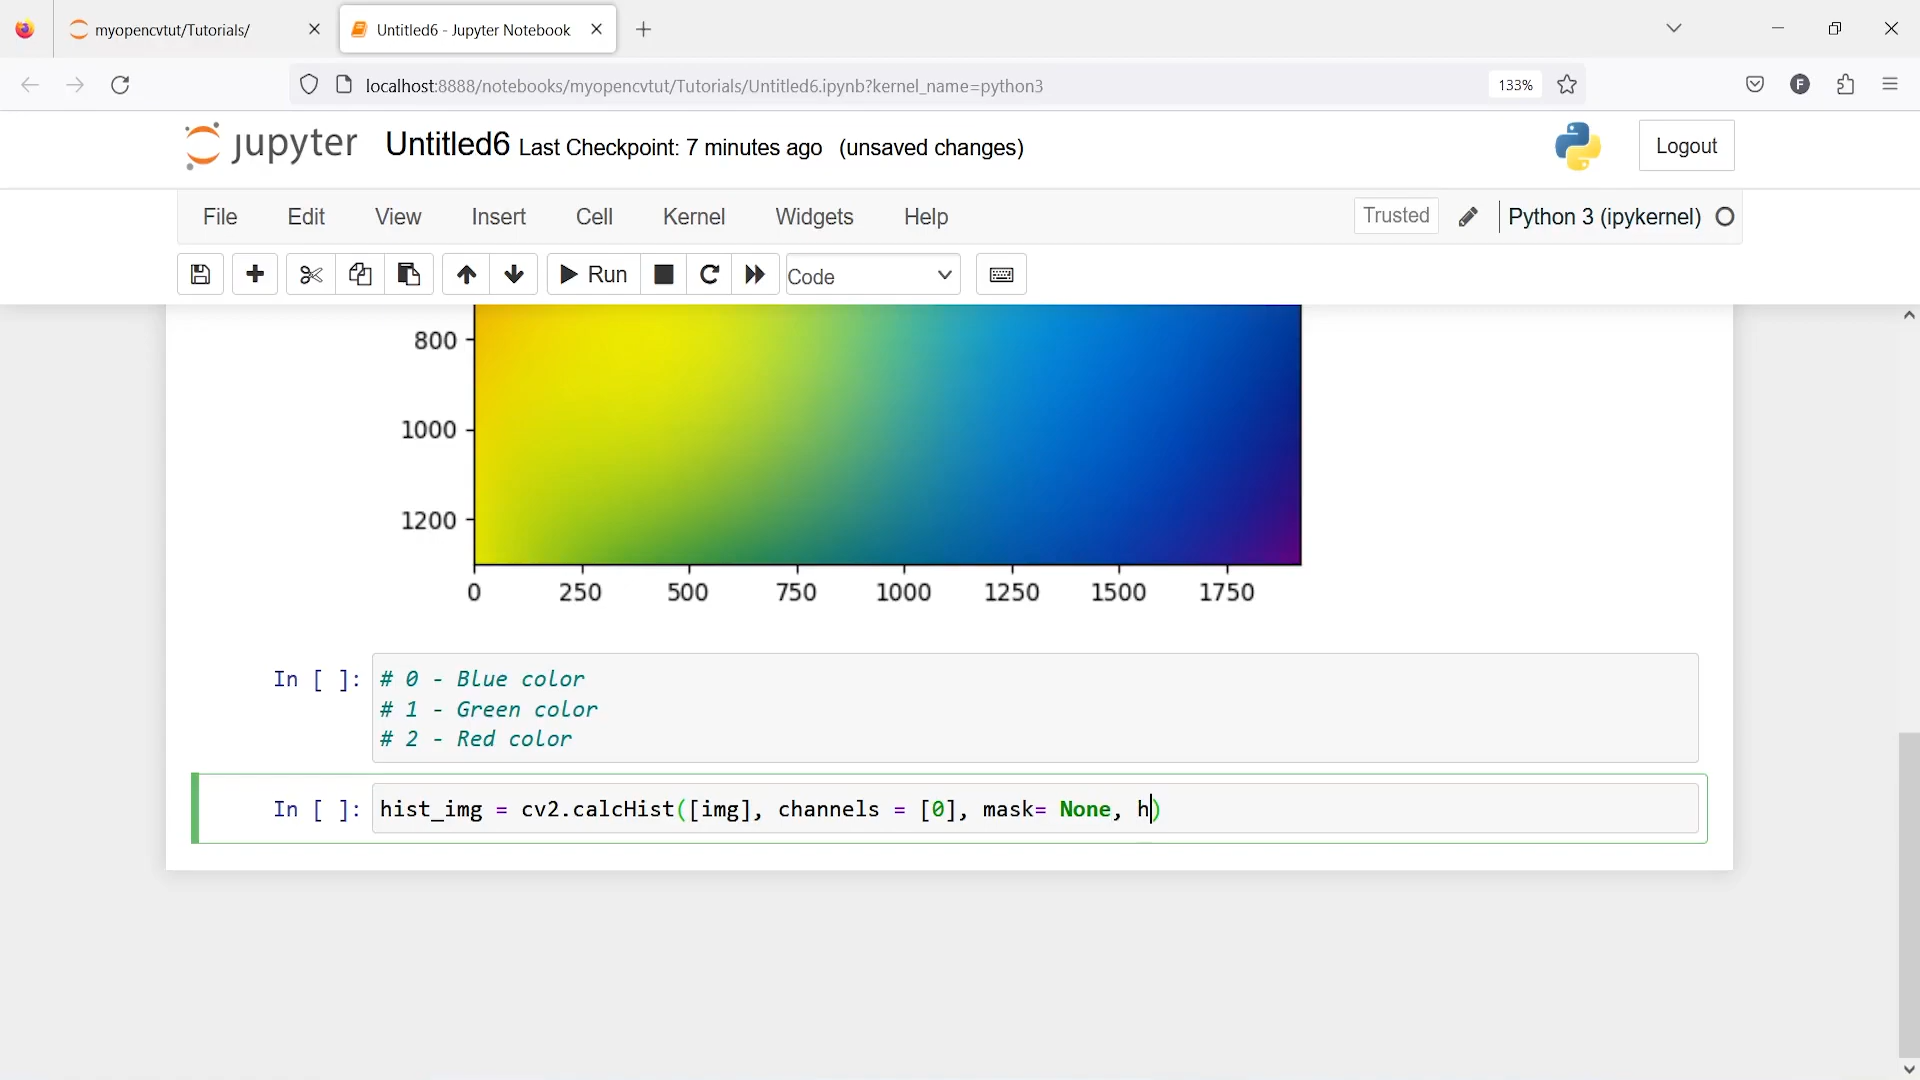 myopencvtut/Tutorials/
Untitled6 - Jupyter Notebook
localhost:8888/notebooks/myopencvtut/Tutorials/Untitled6.ipynb?kernel_name=python3
133%
F
jupyter
Untitled6 Last Checkpoint: 7 minutes ago (unsaved changes)
Logout
File Edit View Insert Cell Kernel Widgets Help
Trusted
Python 3 (ipykernel)
Run
Code
800
1000
1200
0 250 500 750 1000 1250 1500 1750
In [ ]:
# 0 - Blue color
# 1 - Green color
# 2 - Red color
In [ ]: hist_img = cv2.calcHist([img], channels = [0], mask= None, h)